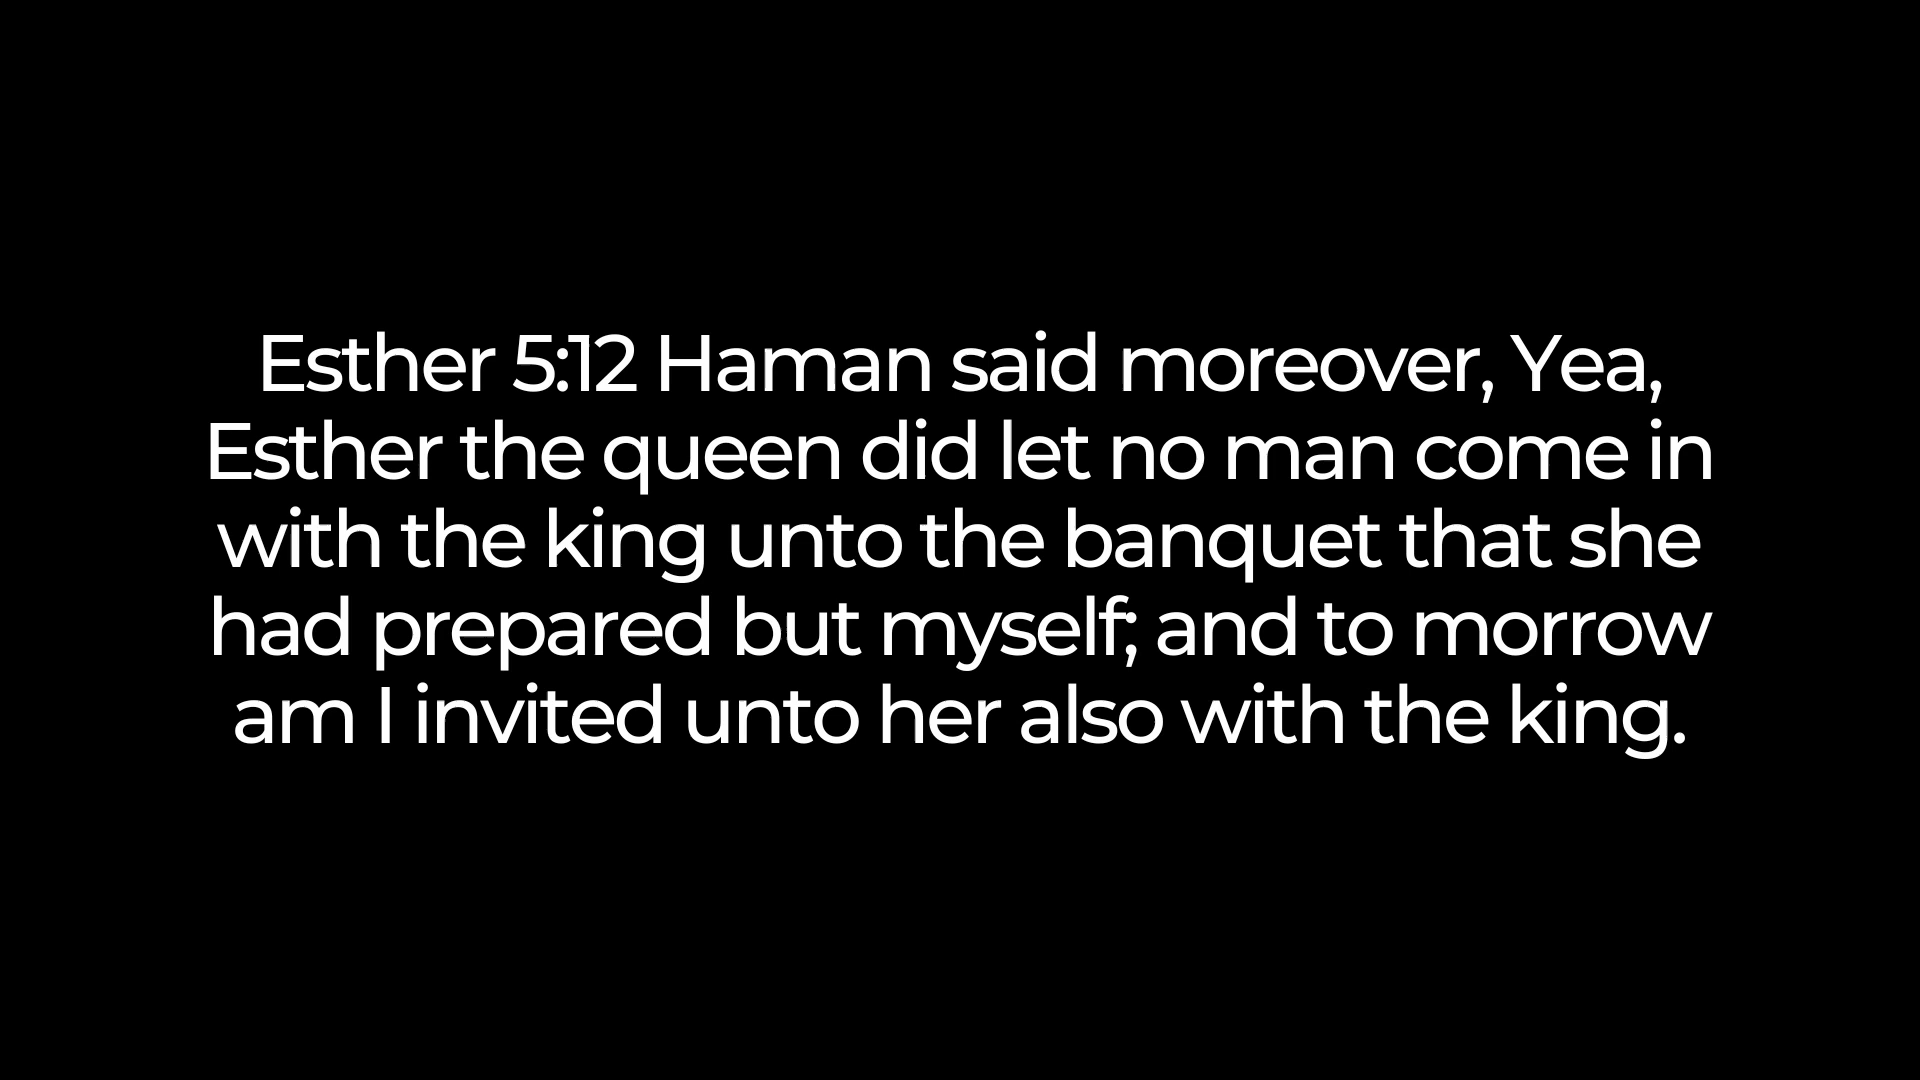 Esther 5:12 Haman said moreover, Yea,
Esther the queen did let no man come in
with the king unto the banquet that she
had prepared but myself; and to morrow
am I invited unto her also with the king.